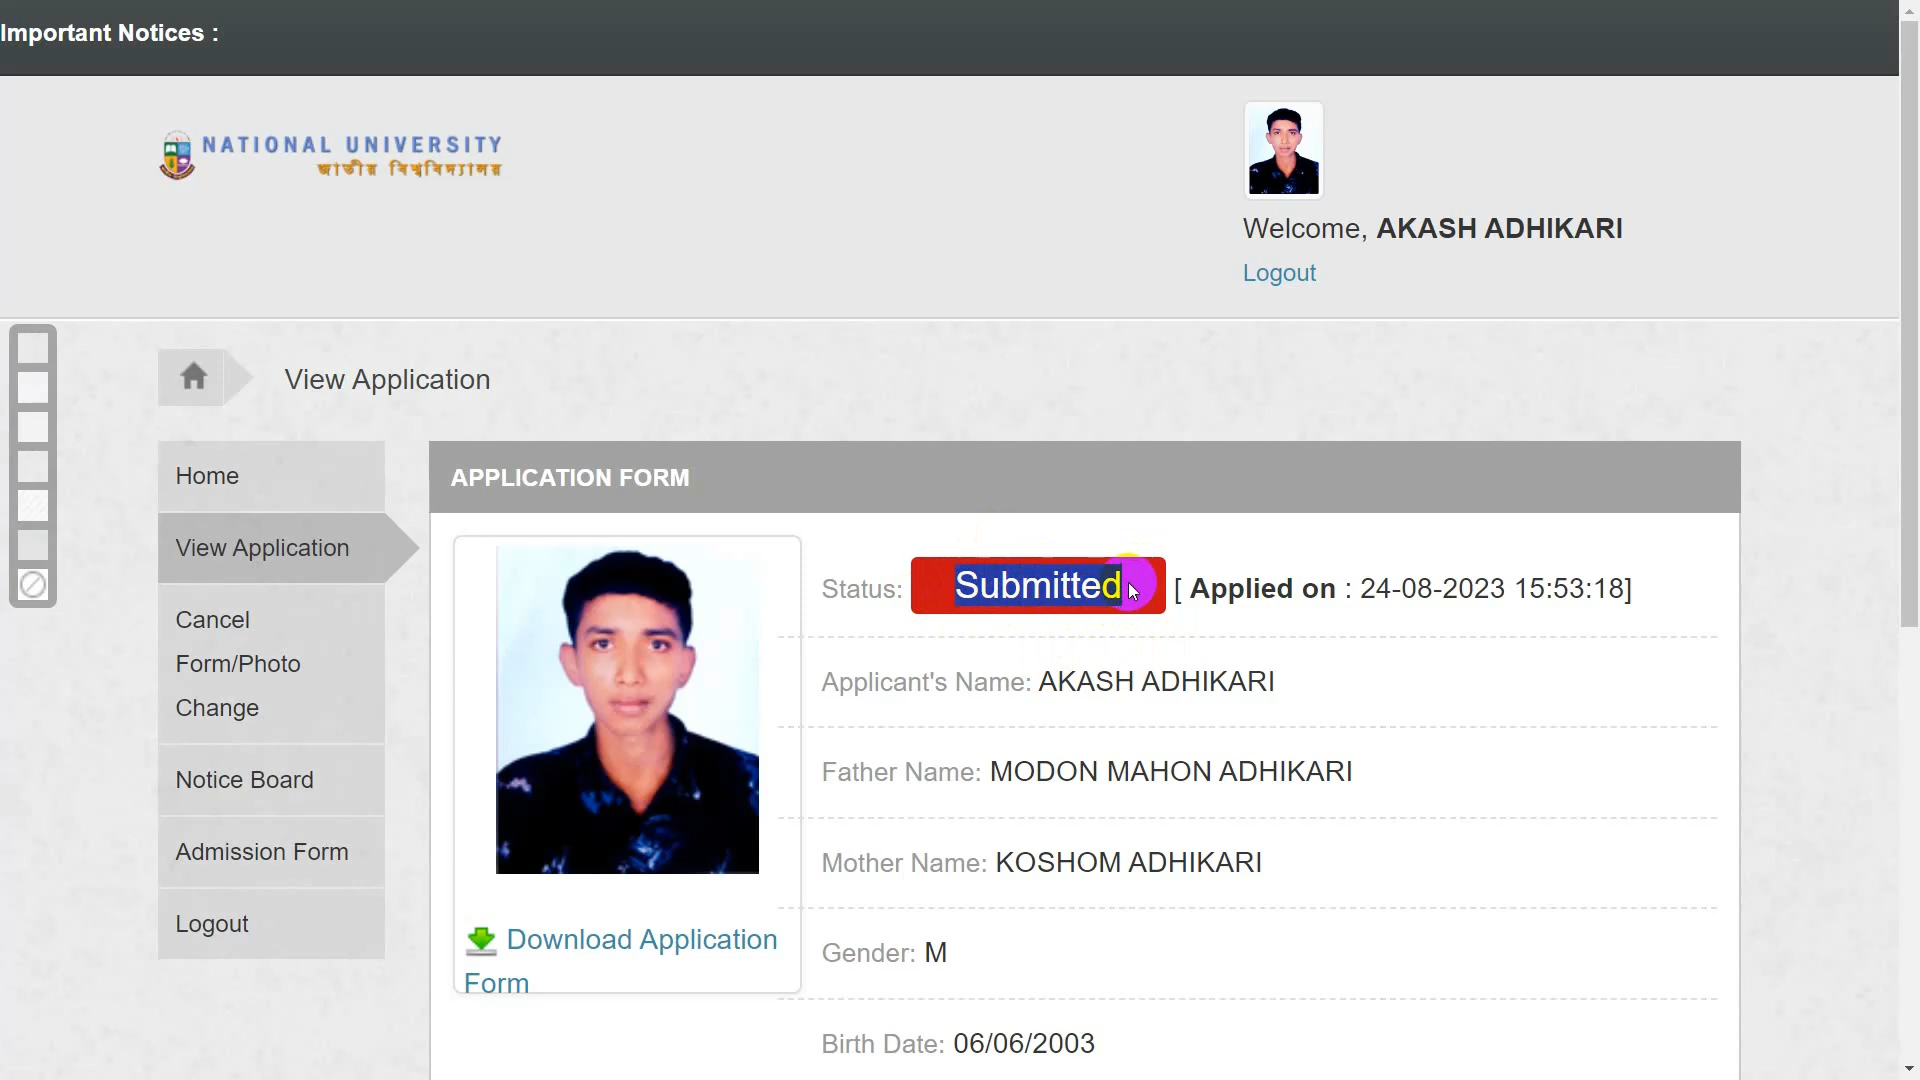 Important Notices :
NATIONAL UNIVERSITY
জাতীয় বিশ্ববিদ্যালয়
Welcome, AKASH ADHIKARI
Logout
View Application
Home
View Application
Cancel
Form/Photo
Change
Notice Board
Admission Form
Logout
APPLICATION FORM
Download Application
Form
Status: Submitted [ Applied on : 24-08-2023 15:53:18]
Applicant's Name: AKASH ADHIKARI
Father Name: MODON MAHON ADHIKARI
Mother Name: KOSHOM ADHIKARI
Gender: M
Birth Date: 06/06/2003